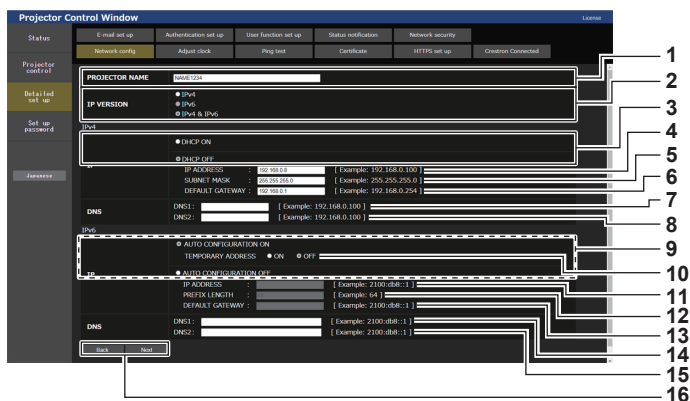 Projector Control Window
License
Status
E-mail set up
Authentication set up
User function set up
Status notification
Network security
Network config
Adjust clock
Ping test
Certificate
HTTPS set up
Crestron Connected
Projector
control
Detailed
set up
Set up
password
Japanese
PROJECTOR NAME
NAME1234
IP VERSION
IPv4
IPv6
IPv4 & IPv6
IPv4
IP
DHCP ON
DHCP OFF
IP ADDRESS : 192.168.0.8 [ Example: 192.168.0.100 ]
SUBNET MASK : 255.255.255.0 [ Example: 255.255.255.0 ]
DEFAULT GATEWAY : 192.168.0.1 [ Example: 192.168.0.254 ]
DNS
DNS1: [ Example: 192.168.0.100 ]
DNS2: [ Example: 192.168.0.100 ]
IPv6
IP
AUTO CONFIGURATION ON
TEMPORARY ADDRESS ON OFF
AUTO CONFIGURATION OFF
IP ADDRESS : [ Example: 2100:db8::1 ]
PREFIX LENGTH : [ Example: 64 ]
DEFAULT GATEWAY : [ Example: 2100:db8::1 ]
DNS
DNS1: [ Example: 2100:db8::1 ]
DNS2: [ Example: 2100:db8::1 ]
Back Next
1
2
3
4
5
6
7
8
9
10
11
12
13
14
15
16